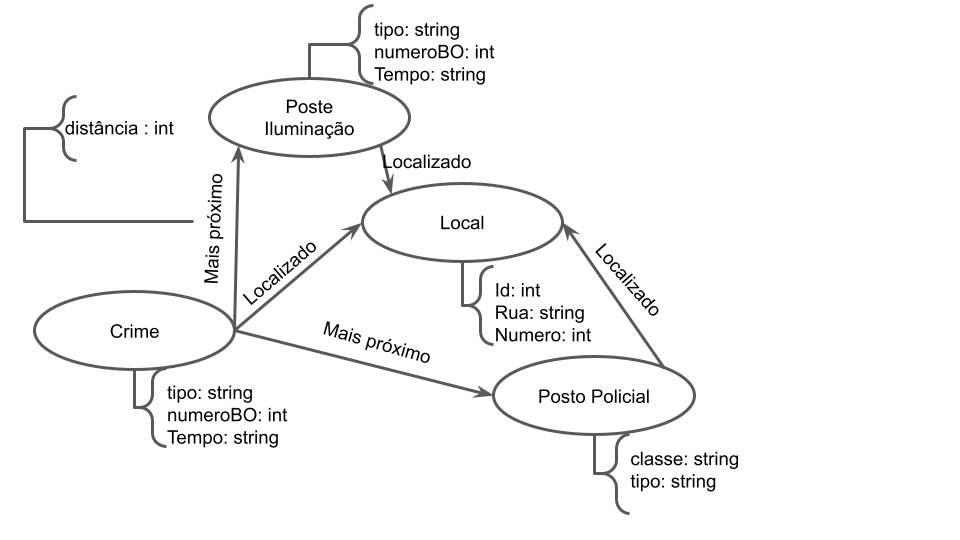 tipo: string
numeroBO: int
Tempo: string
Poste
Iluminação
distância : int
Localizado
Mais próximo
Localizado
Local
Localizado
Id: int
Rua: string
Numero: int
Crime
Mais próximo
Posto Policial
tipo: string
numeroBO: int
Tempo: string
classe: string
tipo: string